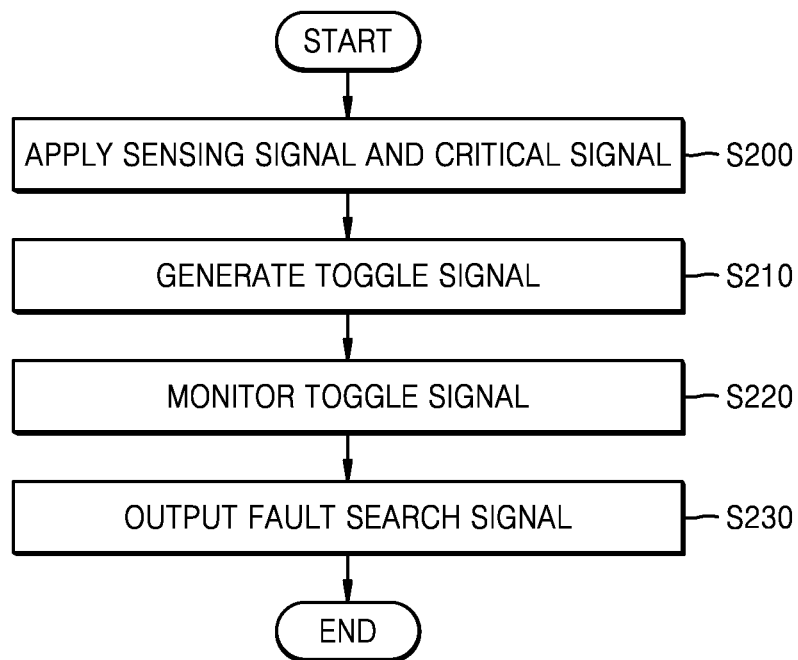 START
APPLY SENSING SIGNAL AND CRITICAL SIGNAL
S200
GENERATE TOGGLE SIGNAL
S210
MONITOR TOGGLE SIGNAL
S220
OUTPUT FAULT SEARCH SIGNAL
S230
END